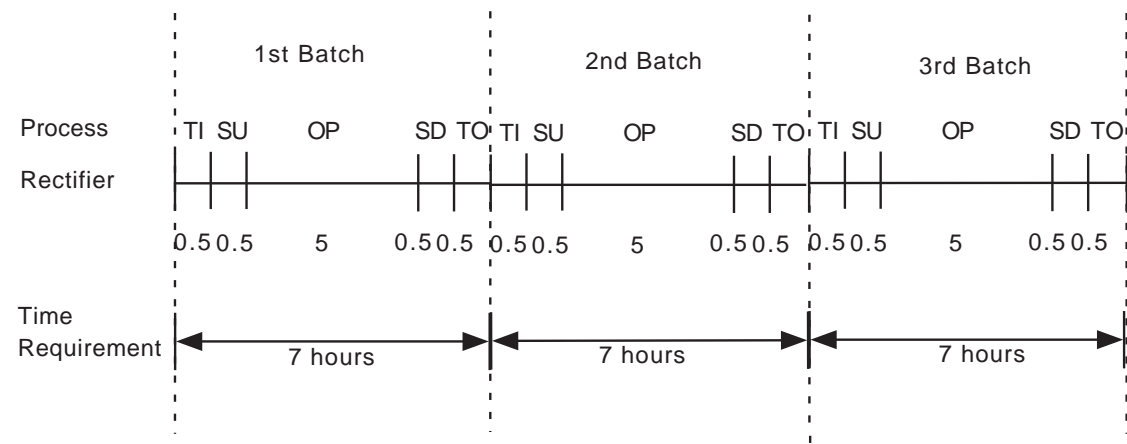 1st Batch 2nd Batch 3rd Batch
Process TI SU OP SD TO TI SU OP SD TO TI SU OP SD TO
Rectifier
0.5 0.5 5 0.5 0.5 0.5 0.5 5 0.5 0.5 0.5 0.5 5 0.5 0.5
Time
Requirement 7 hours 7 hours 7 hours